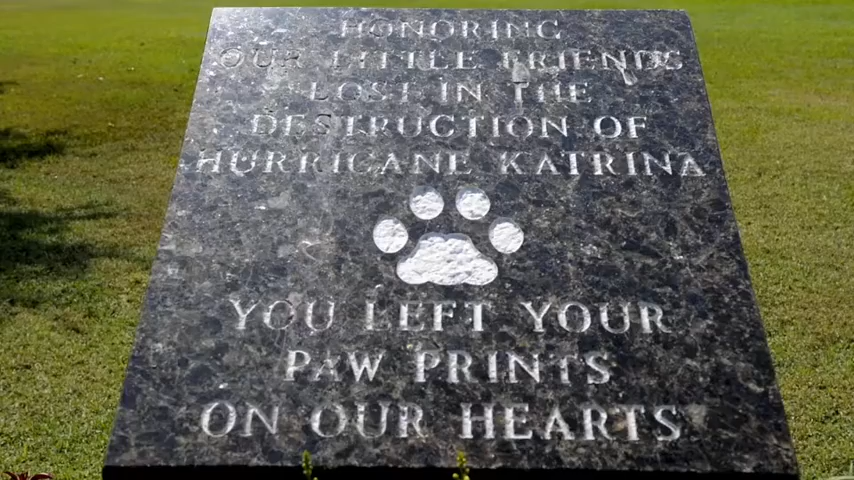 HONORING
OUR LITTLE FRIENDS
LOST IN THE
DESTRUCTION OF
HURRICANE KATRINA
YOU LEFT YOUR
PAW PRINTS
ON OUR HEARTS